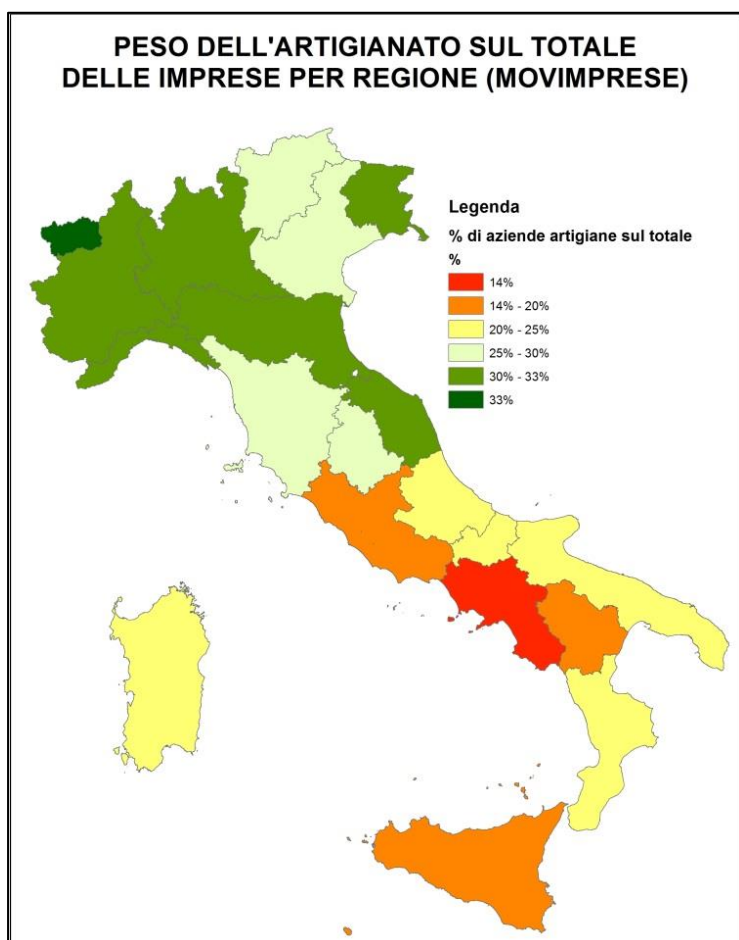 PESO DELL'ARTIGIANATO SUL TOTALE
DELLE IMPRESE PER REGIONE (MOVIMPRESE)
Legenda
% di aziende artigiane sul totale
%
14%
14% - 20%
20% - 25%
25% - 30%
30% - 33%
33%